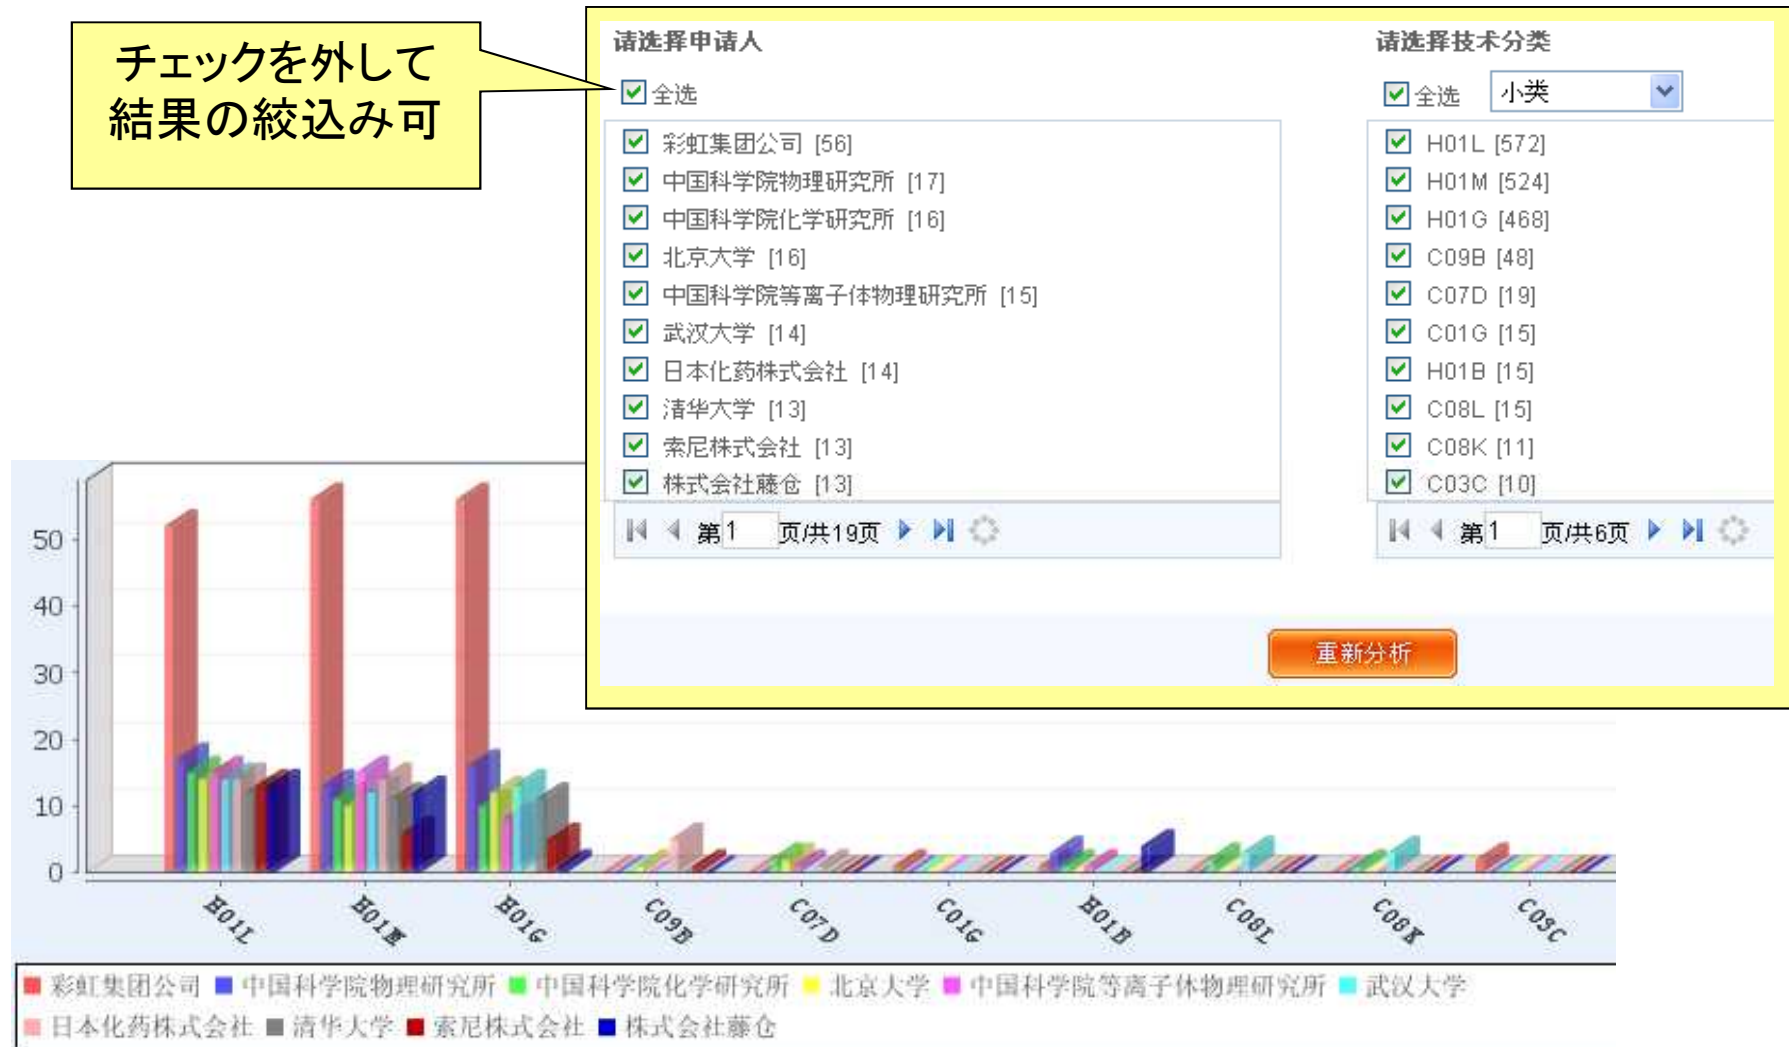 チェックを外して
結果の絞込み可
请选择申请人
全选
彩虹集团公司 [56]
中国科学院物理研究所 [17]
中国科学院化学研究所 [16]
北京大学 [16]
中国科学院等离子体物理研究所 [15]
武汉大学 [14]
日本化药株式会社 [14]
清华大学 [13]
索尼株式会社 [13]
株式会社藤仓 [13]
第1 页/共19页
请选择技术分类
全选 小类
H01L [572]
H01M [524]
H01G [468]
C09B [48]
C07D [19]
C01G [15]
H01B [15]
C08L [15]
C08K [11]
C03C [10]
第1 页/共6页
重新分析
50
40
30
20
10
0
H01L H01M H01G C09B C07D C01G H01B C08L C08K C03C
彩虹集团公司 中国科学院物理研究所 中国科学院化学研究所 北京大学 中国科学院等离子体物理研究所 武汉大学
日本化药株式会社 清华大学 索尼株式会社 株式会社藤仓